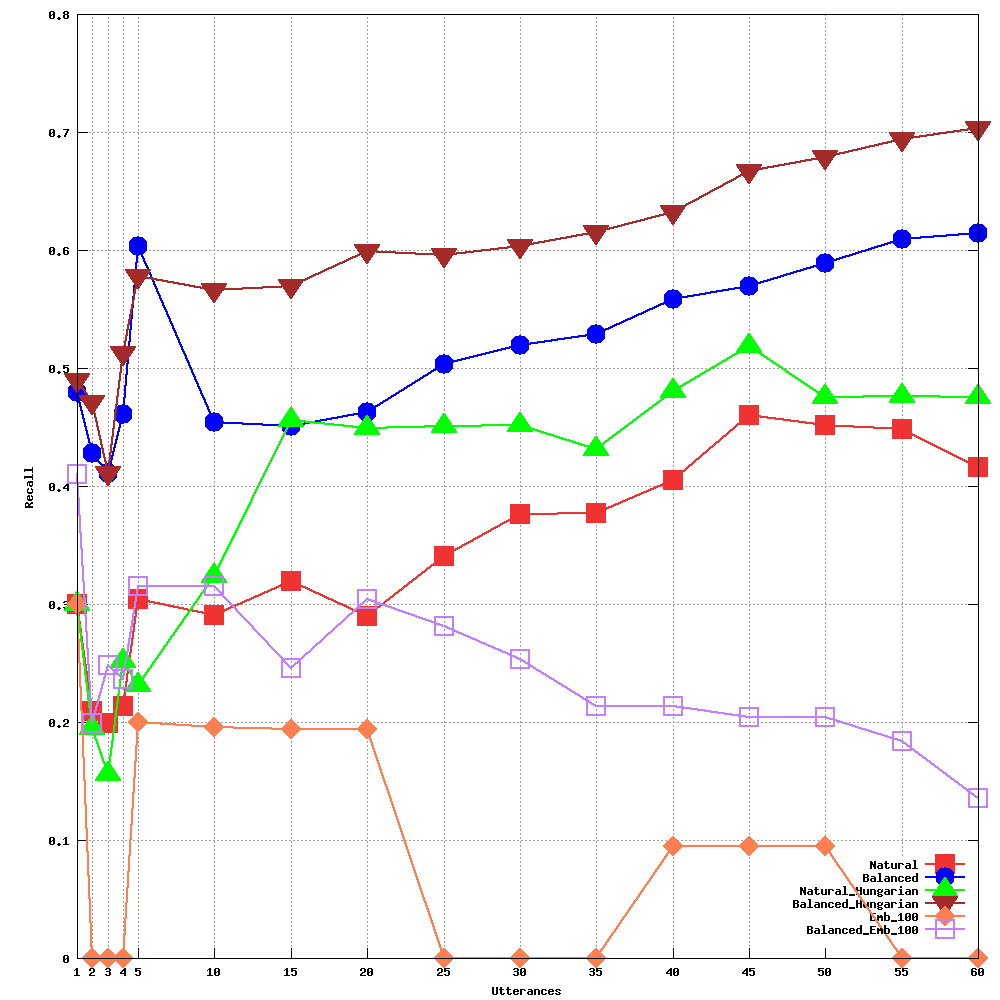 0.8
0.7
0.6
0.5
0.4
0.3
0.2
0.1
0
Recall
1 2 3 4 5 10 15 20 25 30 35 40 45 50 55 60
Utterances
Natural
Balanced
Natural_Hungarian
Balanced_Hungarian
Emb_100
Balanced_Emb_100